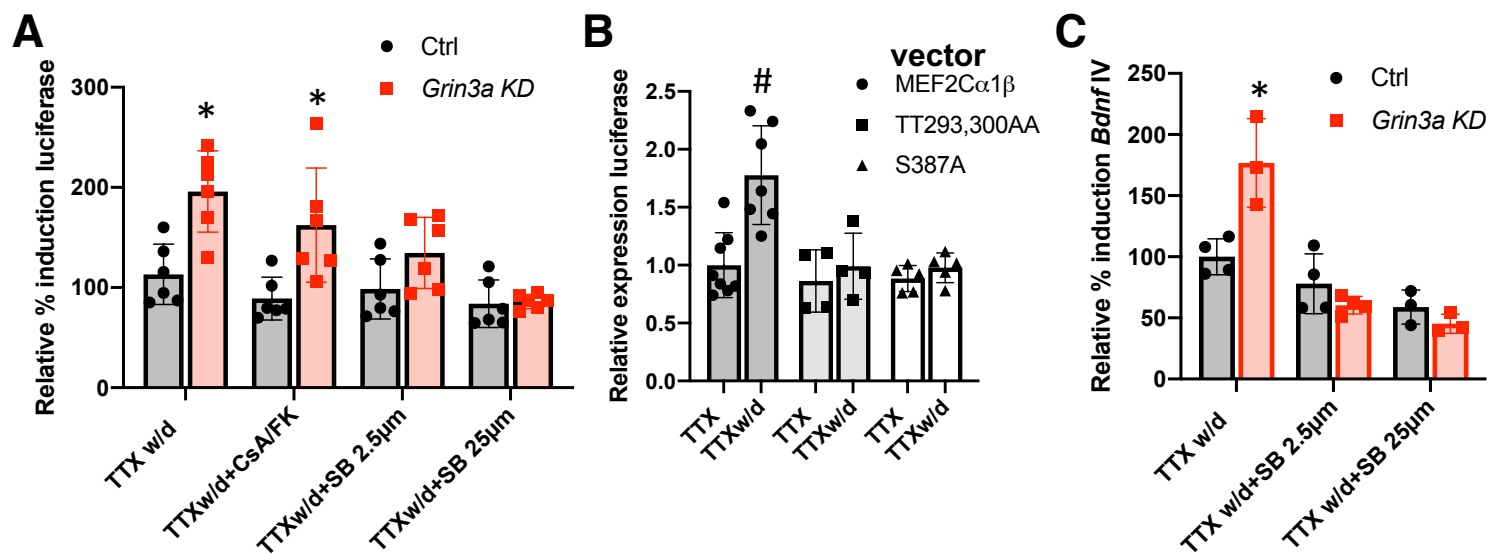 A
Ctrl
Grin3a KD
Relative % induction luciferase
300
200
100
0
*
*
TTX w/d
TTXw/d+CsA/FK
TTXw/d+SB 2.5µm
TTXw/d+SB 25µm
B
vector
MEF2Cα1β
TT293,300AA
S387A
Relative expression luciferase
2.5
2.0
1.5
1.0
0.5
0.0
#
TTX
TTXw/d
TTX
TTXw/d
TTX
TTXw/d
C
Ctrl
Grin3a KD
Relative % induction Bdnf IV
250
200
150
100
50
0
*
TTX w/d
TTX w/d+SB 2.5µm
TTX w/d+SB 25µm